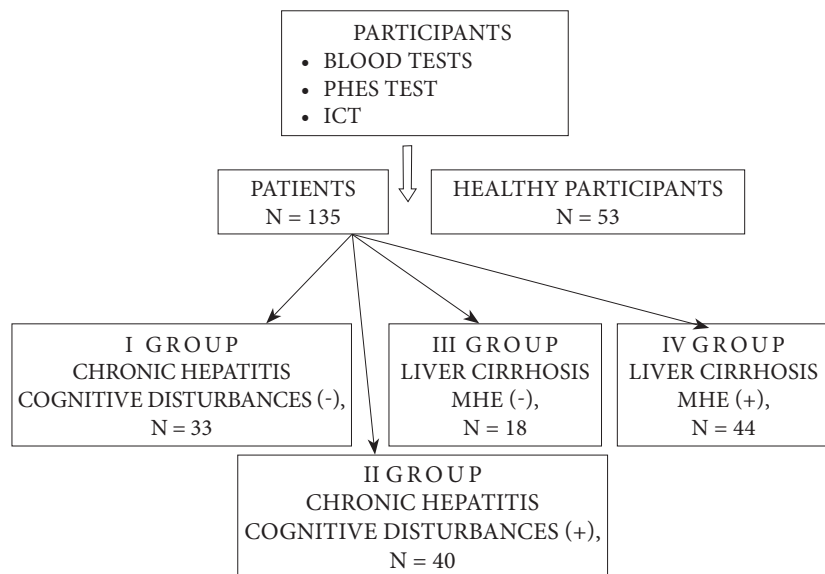 PARTICIPANTS
• BLOOD TESTS
• PHES TEST
• ICT
PATIENTS
N = 135
HEALTHY PARTICIPANTS
N = 53
I GROUP
CHRONIC HEPATITIS
COGNITIVE DISTURBANCES (-),
N = 33
III GROUP
LIVER CIRRHOSIS
MHE (-),
N = 18
IV GROUP
LIVER CIRRHOSIS
MHE (+),
N = 44
II GROUP
CHRONIC HEPATITIS
COGNITIVE DISTURBANCES (+),
N = 40